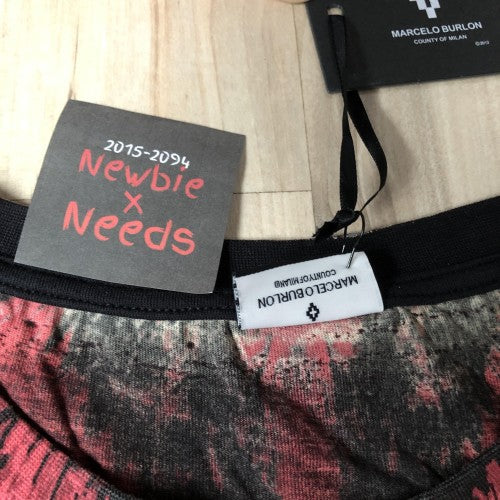 MARCELO BURLON
COUNTY OF MILAN
2015-2094
Newbie
x
Needs
MARCELO BURLON
COUNTY OF MILAN